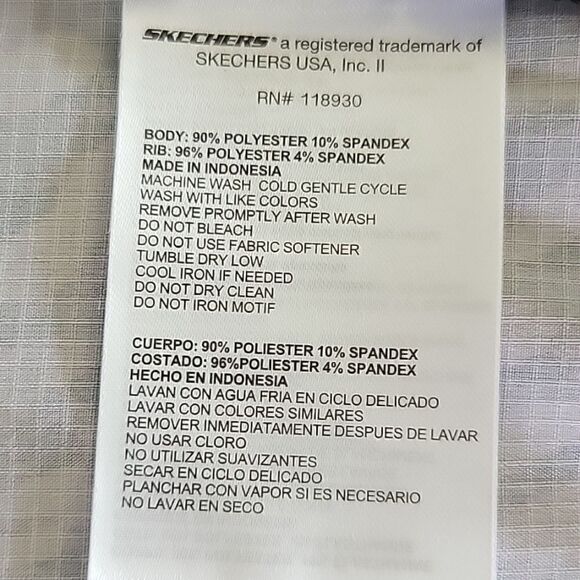 SKECHERS® a registered trademark of
SKECHERS USA, Inc. II
RN# 118930
BODY: 90% POLYESTER 10% SPANDEX
RIB: 96% POLYESTER 4% SPANDEX
MADE IN INDONESIA
MACHINE WASH COLD GENTLE CYCLE
WASH WITH LIKE COLORS
REMOVE PROMPTLY AFTER WASH
DO NOT BLEACH
DO NOT USE FABRIC SOFTENER
TUMBLE DRY LOW
COOL IRON IF NEEDED
DO NOT DRY CLEAN
DO NOT IRON MOTIF
CUERPO: 90% POLIESTER 10% SPANDEX
COSTADO: 96%POLIESTER 4% SPANDEX
HECHO EN INDONESIA
LAVAN CON AGUA FRIA EN CICLO DELICADO
LAVAR CON COLORES SIMILARES
REMOVER INMEDIATAMENTE DESPUES DE LAVAR
NO USAR CLORO
NO UTILIZAR SUAVIZANTES
SECAR EN CICLO DELICADO
PLANCHAR CON VAPOR SI ES NECESARIO
NO LAVAR EN SECO